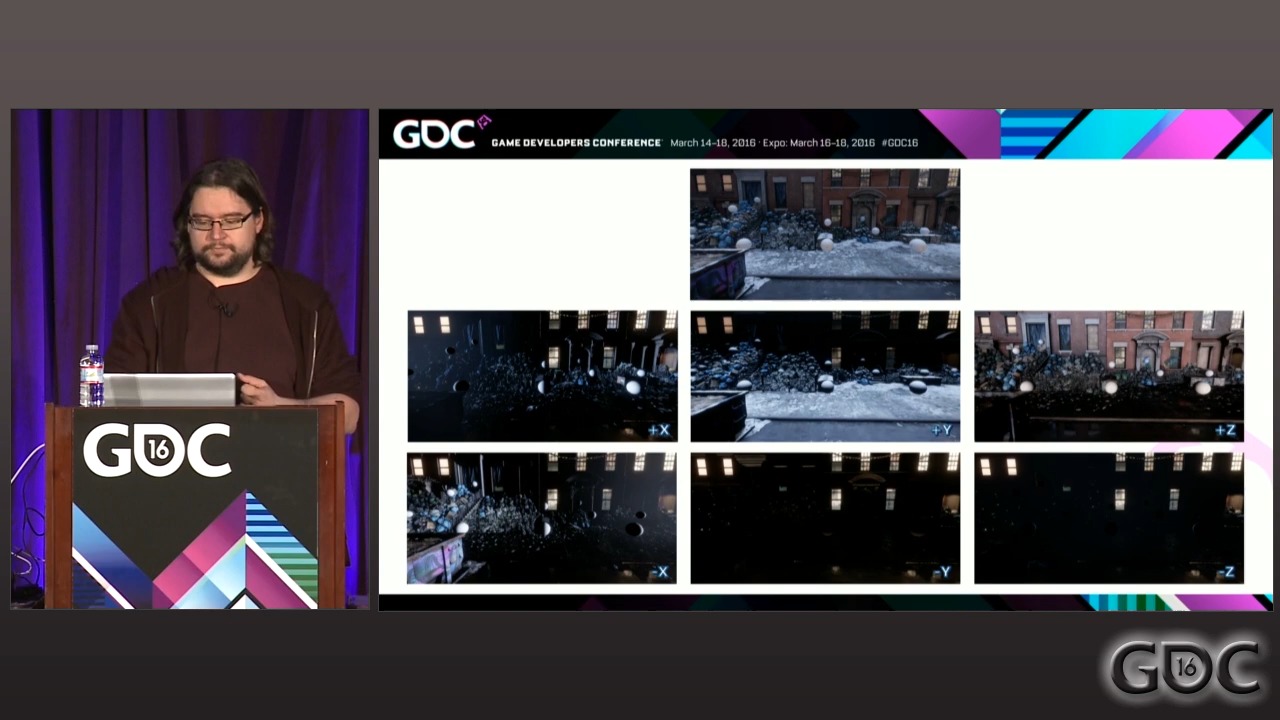 GDC
GAME DEVELOPERS CONFERENCE March 14-18, 2016 · Expo: March 16-18, 2016 #GDC16
+X
+Y
+Z
-X
-Y
-Z
GDC
16
GDC
16